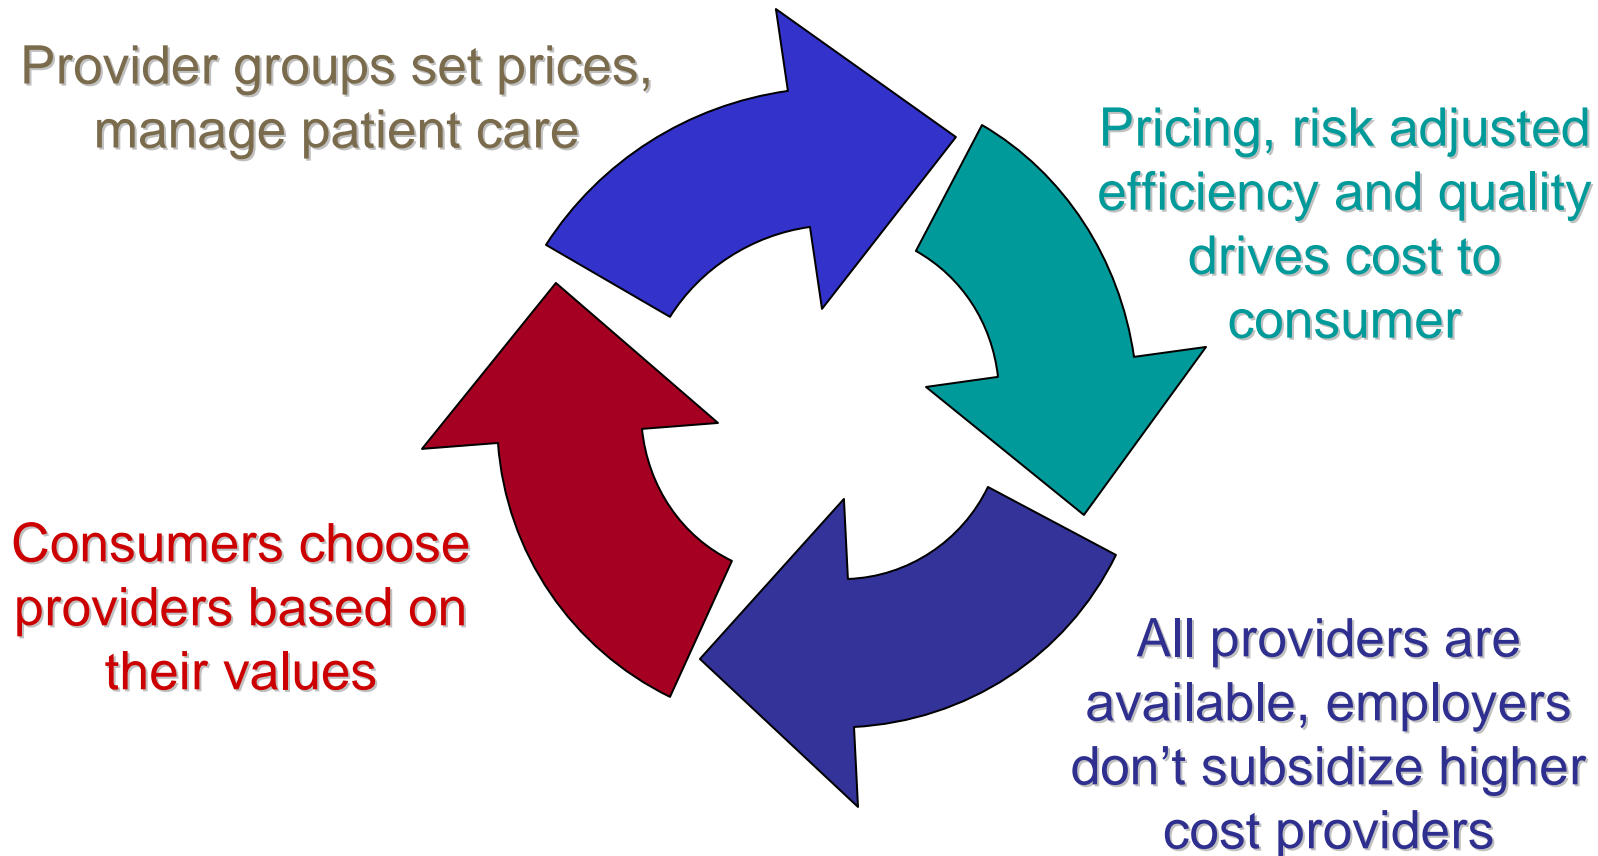 Provider groups set prices,
manage patient care
Pricing, risk adjusted
efficiency and quality
drives cost to
consumer
All providers are
available, employers
don’t subsidize higher
cost providers
Consumers choose
providers based on
their values